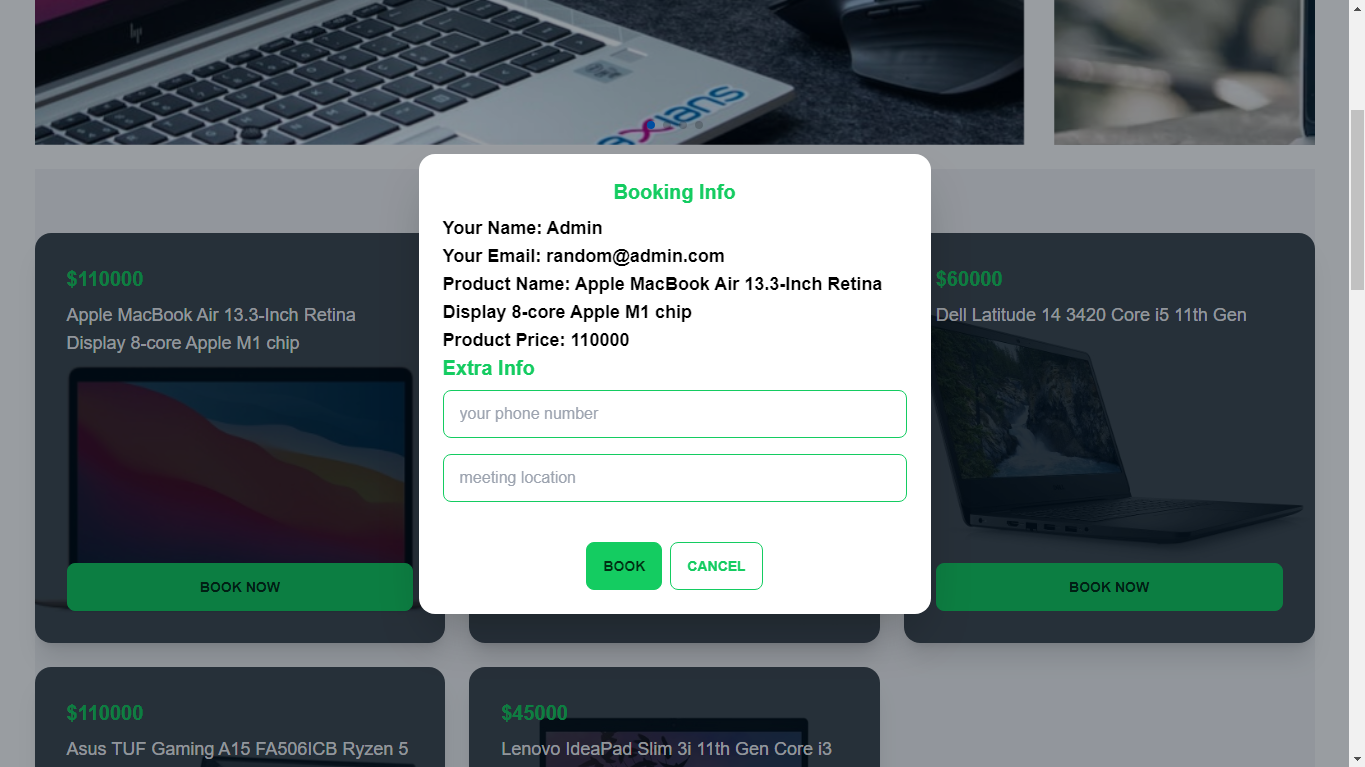 hp
axians
Booking Info
Your Name: Admin
Your Email: random@admin.com
Product Name: Apple MacBook Air 13.3-Inch Retina
Display 8-core Apple M1 chip
Product Price: 110000
Extra Info
your phone number
meeting location
BOOK
CANCEL
$110000
Apple MacBook Air 13.3-Inch Retina
Display 8-core Apple M1 chip
BOOK NOW
$60000
Dell Latitude 14 3420 Core i5 11th Gen
BOOK NOW
$110000
Asus TUF Gaming A15 FA506ICB Ryzen 5
$45000
Lenovo IdeaPad Slim 3i 11th Gen Core i3